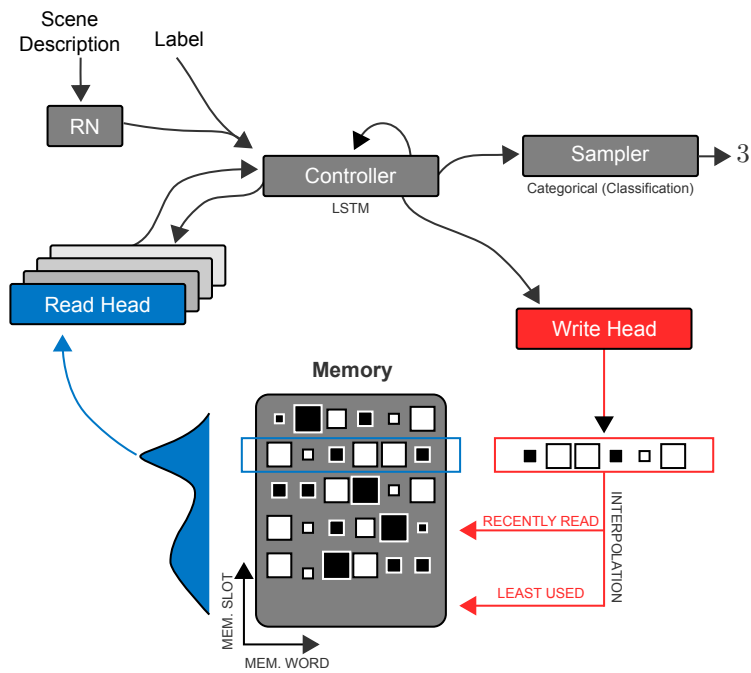 Scene
Description
Label
RN
Controller
LSTM
Sampler
3
Categorical (Classification)
Read Head
Write Head
Memory
RECENTLY READ
INTERPOLATION
LEAST USED
MEM. SLOT
MEM. WORD